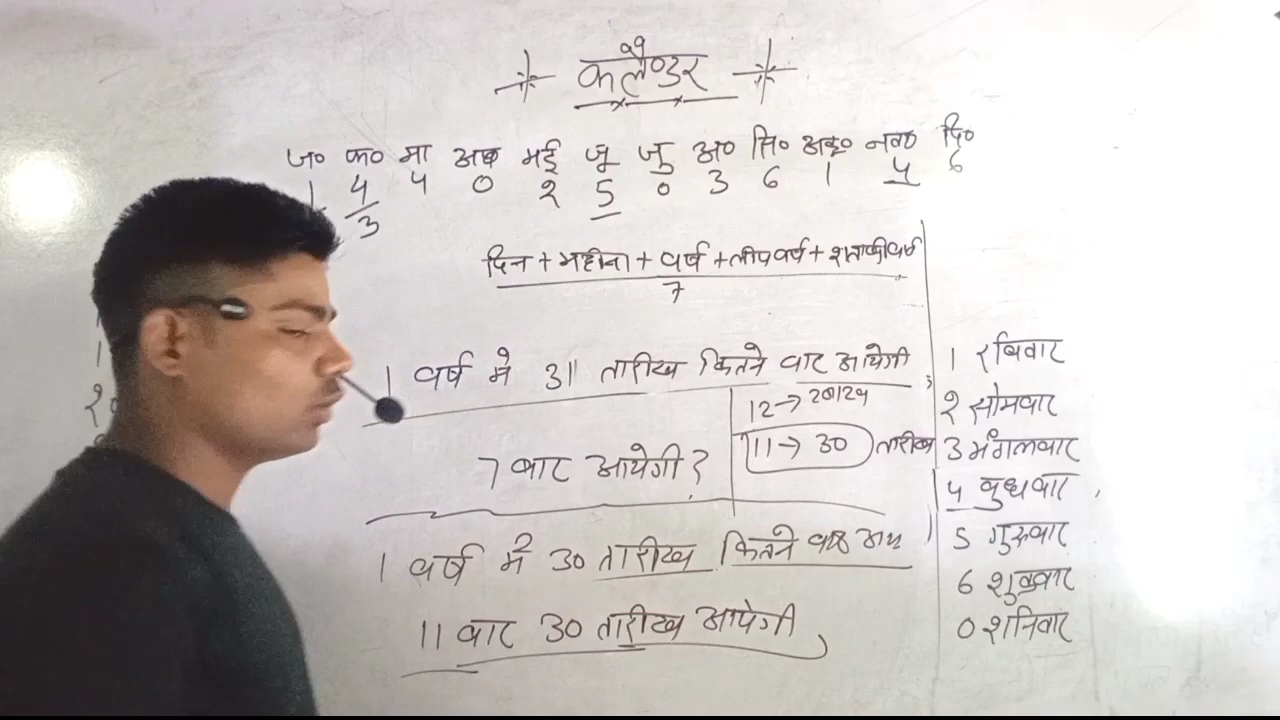 कलैण्डर
ज० फ० मा अप्र मई जू जु अ० सि० अक्टू० नव० दि०
1 4 4 0 2 5 0 3 6 1 4 6
3
दिन + महीना + वर्ष + लीपवर्ष + शताब्दीवर्ष
7
1 वर्ष मे 31 तारीख कितने वार आयेगी
12 → 28/29
11 → 30 तारीख
7 वार आयेगी ?
1 वर्ष में 30 तारीख कितने
11 वार 30 तारीख आयेगी
1 रविवार
2 सोमवार
3 मंगलवार
4 वुधवार
5 गुरुवार
6 शुक्रवार
0 शनिवार